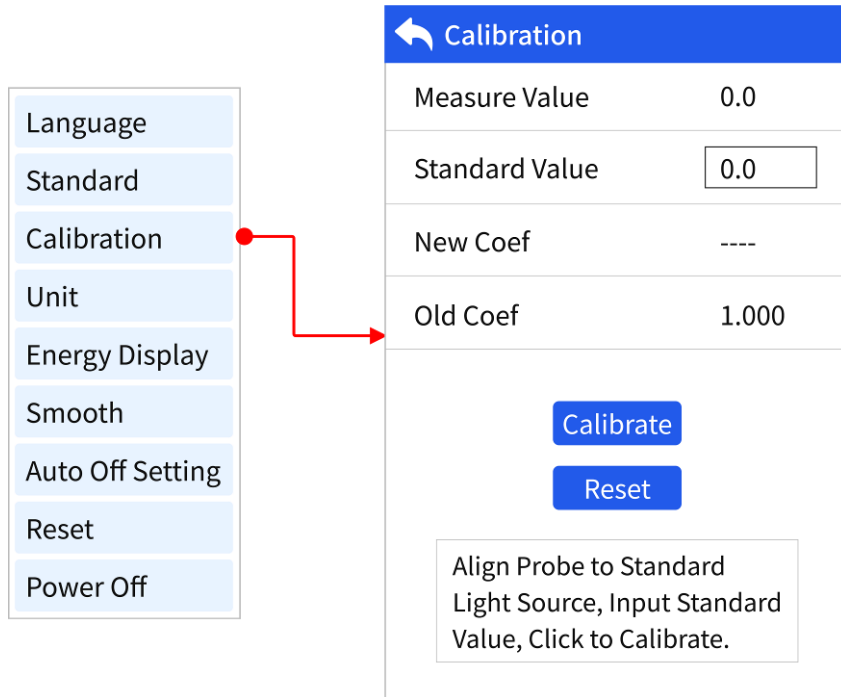 Language
Standard
Calibration
Unit
Energy Display
Smooth
Auto Off Setting
Reset
Power Off
Calibration
Measure Value 0.0
Standard Value 0.0
New Coef ----
Old Coef 1.000
Calibrate
Reset
Align Probe to Standard
Light Source, Input Standard
Value, Click to Calibrate.